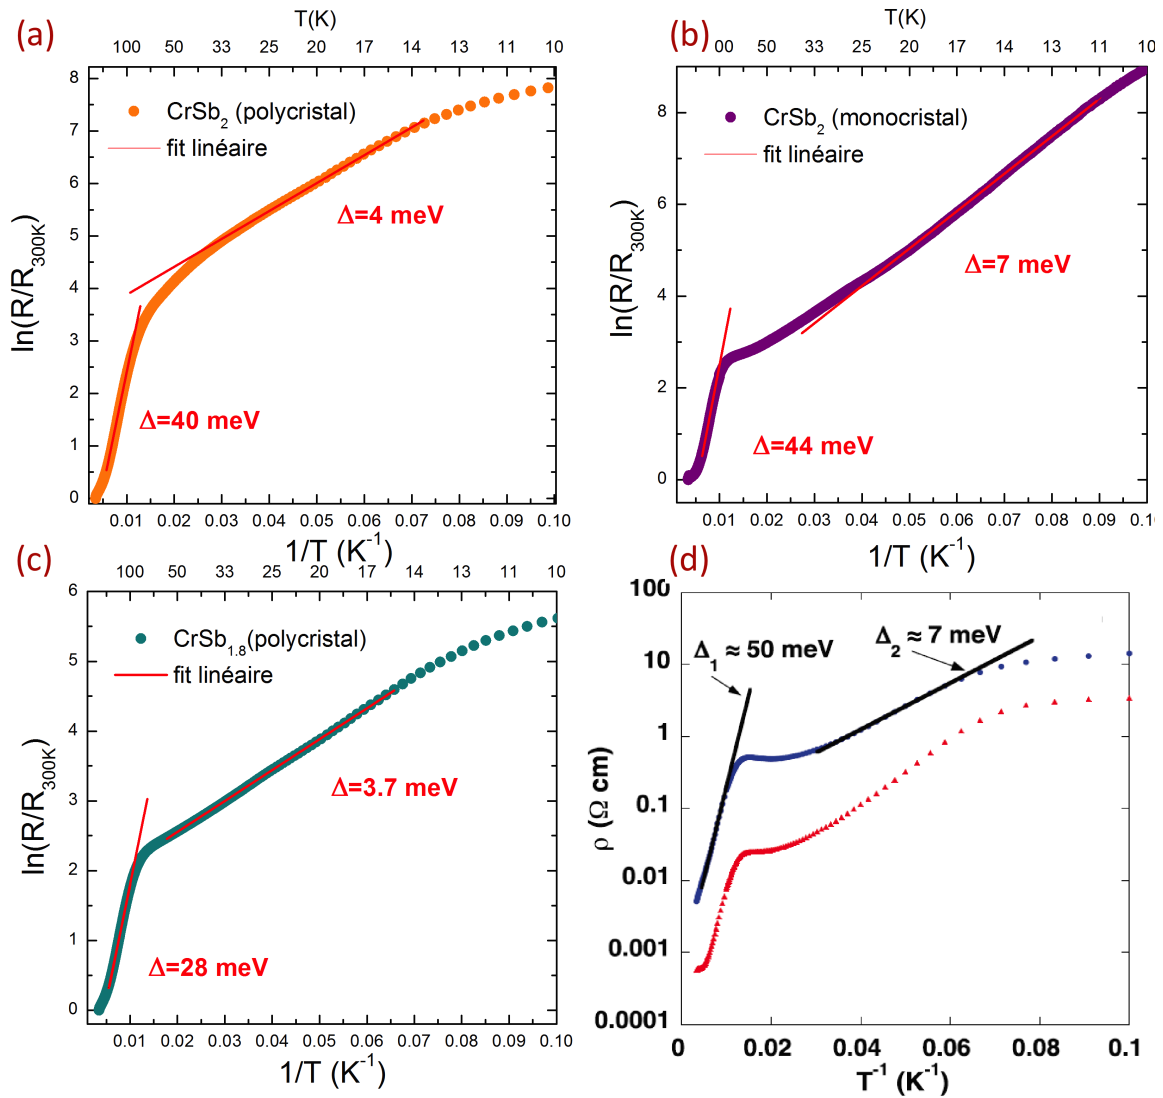 (a)
T(K)
100 50 33 25 20 17 14 13 11 10
8
7
6
5
4
3
2
1
0
ln(R/R300K)
CrSb2 (polycristal)
fit linéaire
Δ=4 meV
Δ=40 meV
0.01 0.02 0.03 0.04 0.05 0.06 0.07 0.08 0.09 0.10
1/T (K-1)
(b)
T(K)
00 50 33 25 20 17 14 13 11 10
8
6
4
2
0
ln(R/R300K)
CrSb2 (monocristal)
fit linéaire
Δ=7 meV
Δ=44 meV
0.01 0.02 0.03 0.04 0.05 0.06 0.07 0.08 0.09 0.10
1/T (K-1)
(c)
100 50 33 25 20 17 14 13 11 10
6
5
4
3
2
1
0
ln(R/R300K)
CrSb1.8(polycristal)
fit linéaire
Δ=3.7 meV
Δ=28 meV
0.01 0.02 0.03 0.04 0.05 0.06 0.07 0.08 0.09 0.10
1/T (K-1)
(d)
100
10
1
0.1
0.01
0.001
0.0001
ρ (Ω cm)
Δ1 ≈ 50 meV
Δ2 ≈ 7 meV
0 0.02 0.04 0.06 0.08 0.1
T-1 (K-1)